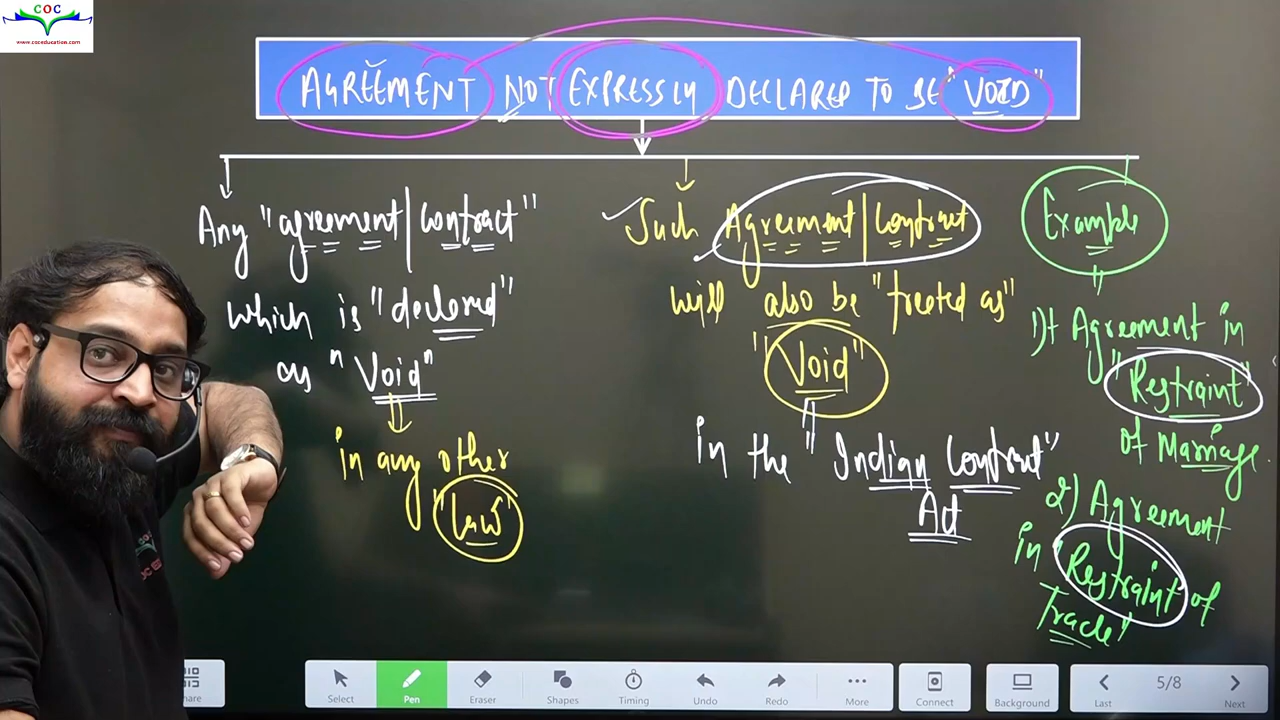 COC
www.coceducation.com
AGREEMENT NOT EXPRESSLY DECLARED TO BE "VOID"
Any "agreement/contract"
which is "declared"
as "Void"
in any other
"law"
Such Agreement/Contract
will also be "treeted as"
"Void"
in the "Indian Contract"
Act
Example
1) Agreement in
"Restraint"
of Marriage.
2) Agreement
in "Restraint of
Trade"
Select
Pen
Eraser
Shapes
Timing
Undo
Redo
More
Connect
Background
Last
5/8
Next